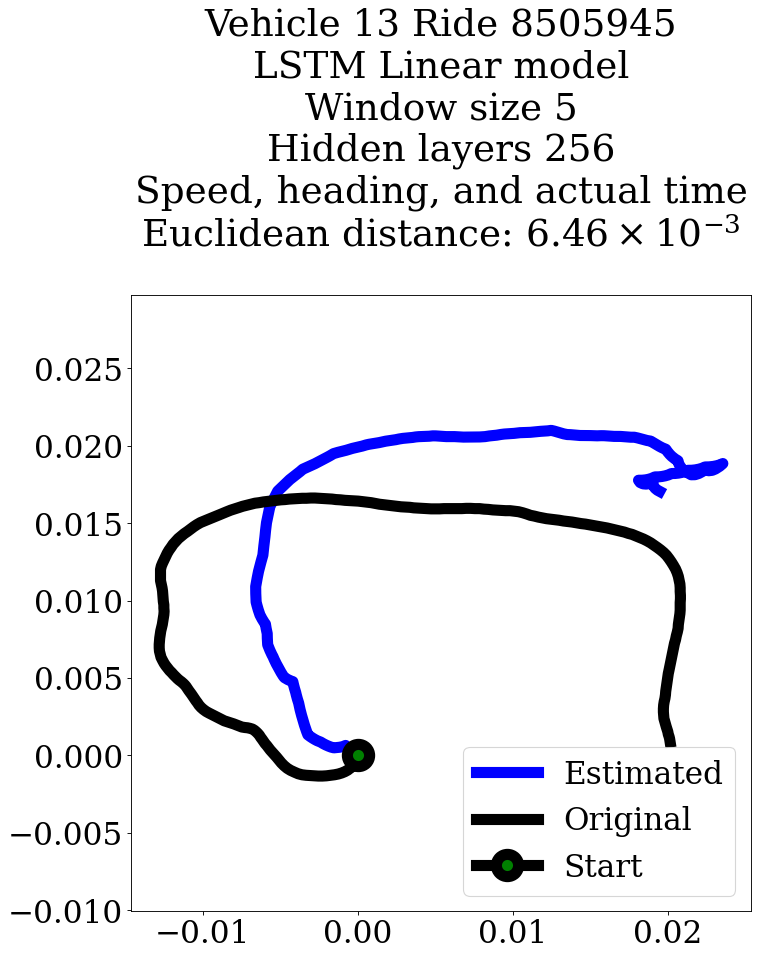 Vehicle 13 Ride 8505945
LSTM Linear model
Window size 5
Hidden layers 256
Speed, heading, and actual time
Euclidean distance: 6.46 × 10⁻³
0.025
0.020
0.015
0.010
0.005
0.000
−0.005
−0.010
−0.01
0.00
0.01
0.02
Estimated
Original
Start